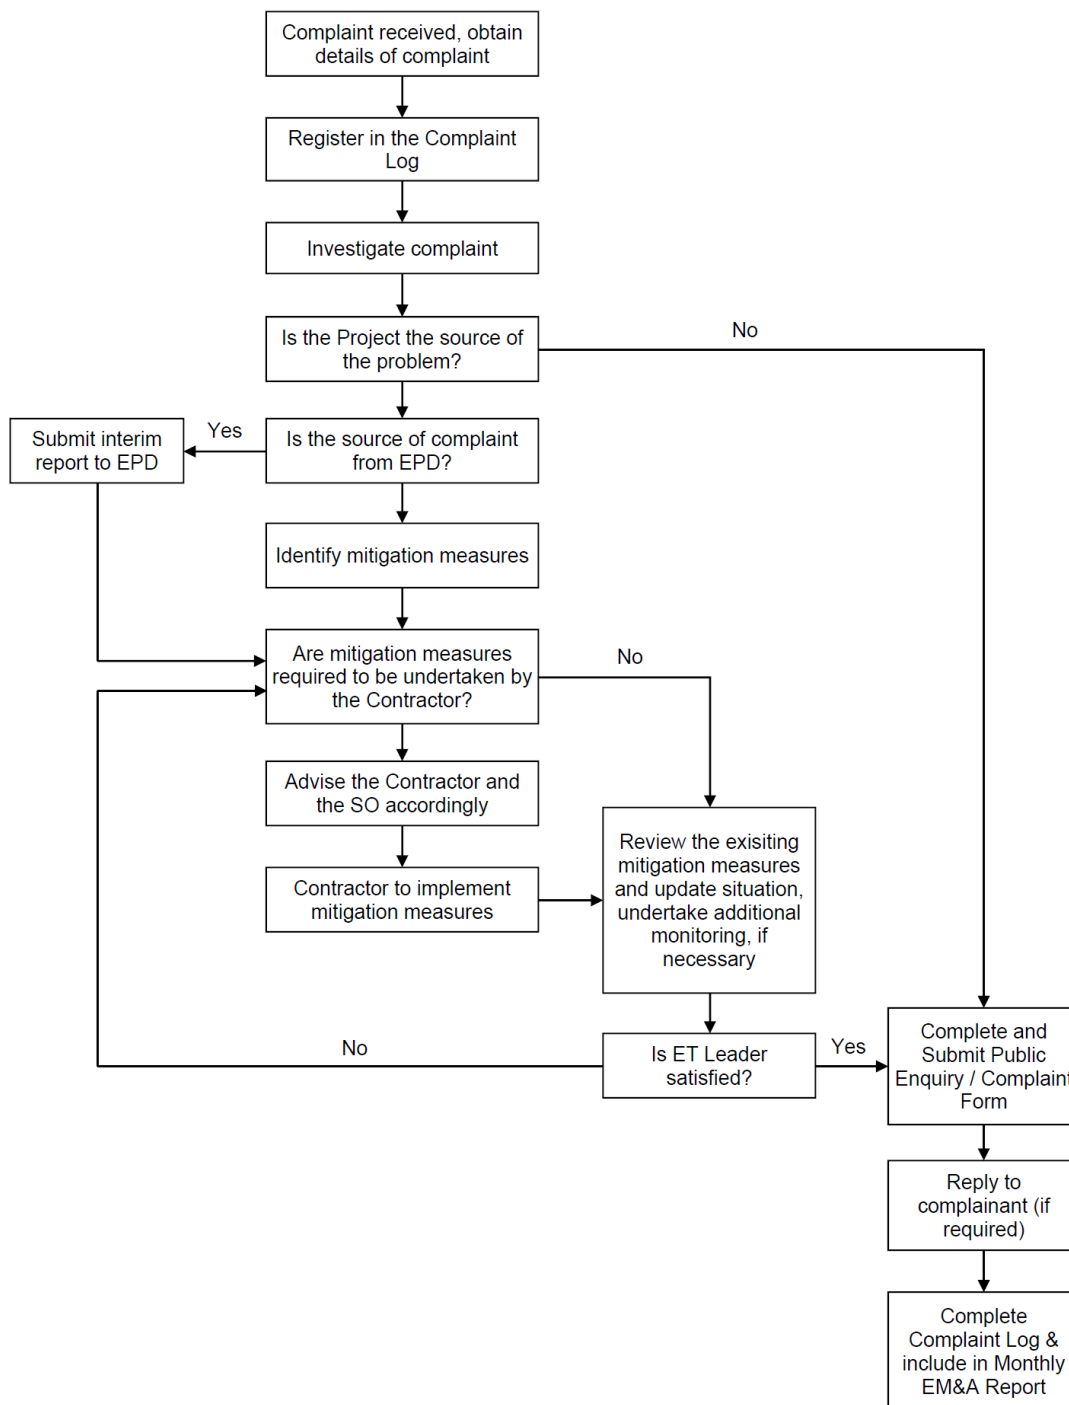 Complaint received, obtain
details of complaint
Register in the Complaint
Log
Investigate complaint
Is the Project the source of
the problem?
No
Submit interim
report to EPD
Yes
Is the source of complaint
from EPD?
Identify mitigation measures
Are mitigation measures
required to be undertaken by
the Contractor?
No
Advise the Contractor and
the SO accordingly
Contractor to implement
mitigation measures
Review the exisiting
mitigation measures
and update situation,
undertake additional
monitoring, if
necessary
No
Is ET Leader
satisfied?
Yes
Complete and
Submit Public
Enquiry / Complaint
Form
Reply to
complainant (if
required)
Complete
Complaint Log &
include in Monthly
EM&A Report